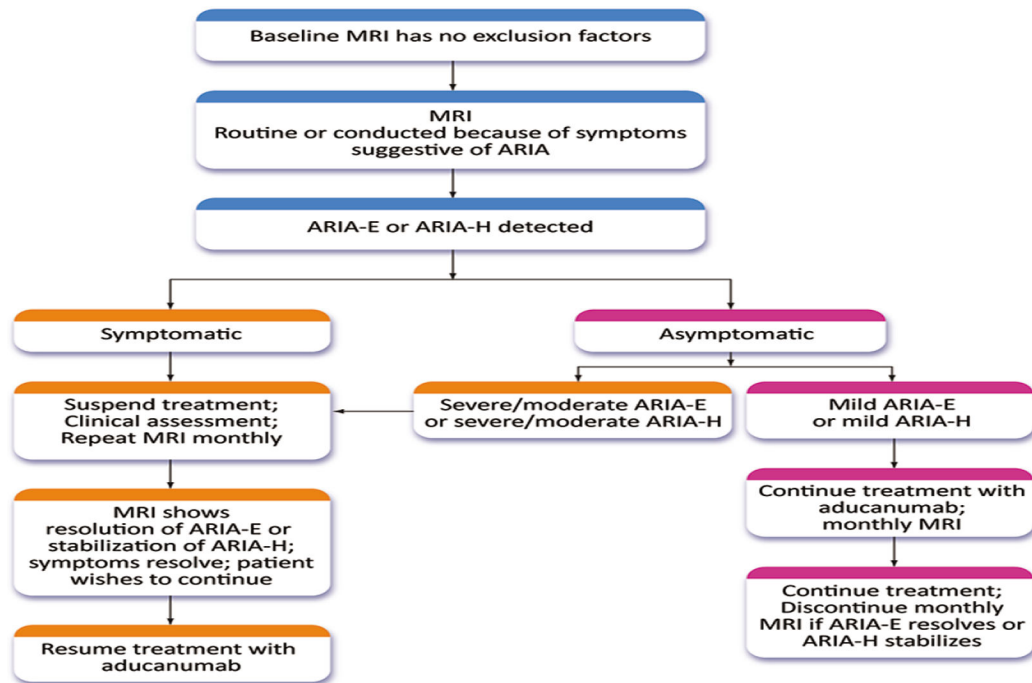 Baseline MRI has no exclusion factors
MRI
Routine or conducted because of symptoms
suggestive of ARIA
ARIA-E or ARIA-H detected
Symptomatic
Asymptomatic
Suspend treatment;
Clinical assessment;
Repeat MRI monthly
Severe/moderate ARIA-E
or severe/moderate ARIA-H
Mild ARIA-E
or mild ARIA-H
MRI shows
resolution of ARIA-E or
stabilization of ARIA-H;
symptoms resolve; patient
wishes to continue
Continue treatment with
aducanumab;
monthly MRI
Resume treatment with
aducanumab
Continue treatment;
Discontinue monthly
MRI if ARIA-E resolves or
ARIA-H stabilizes